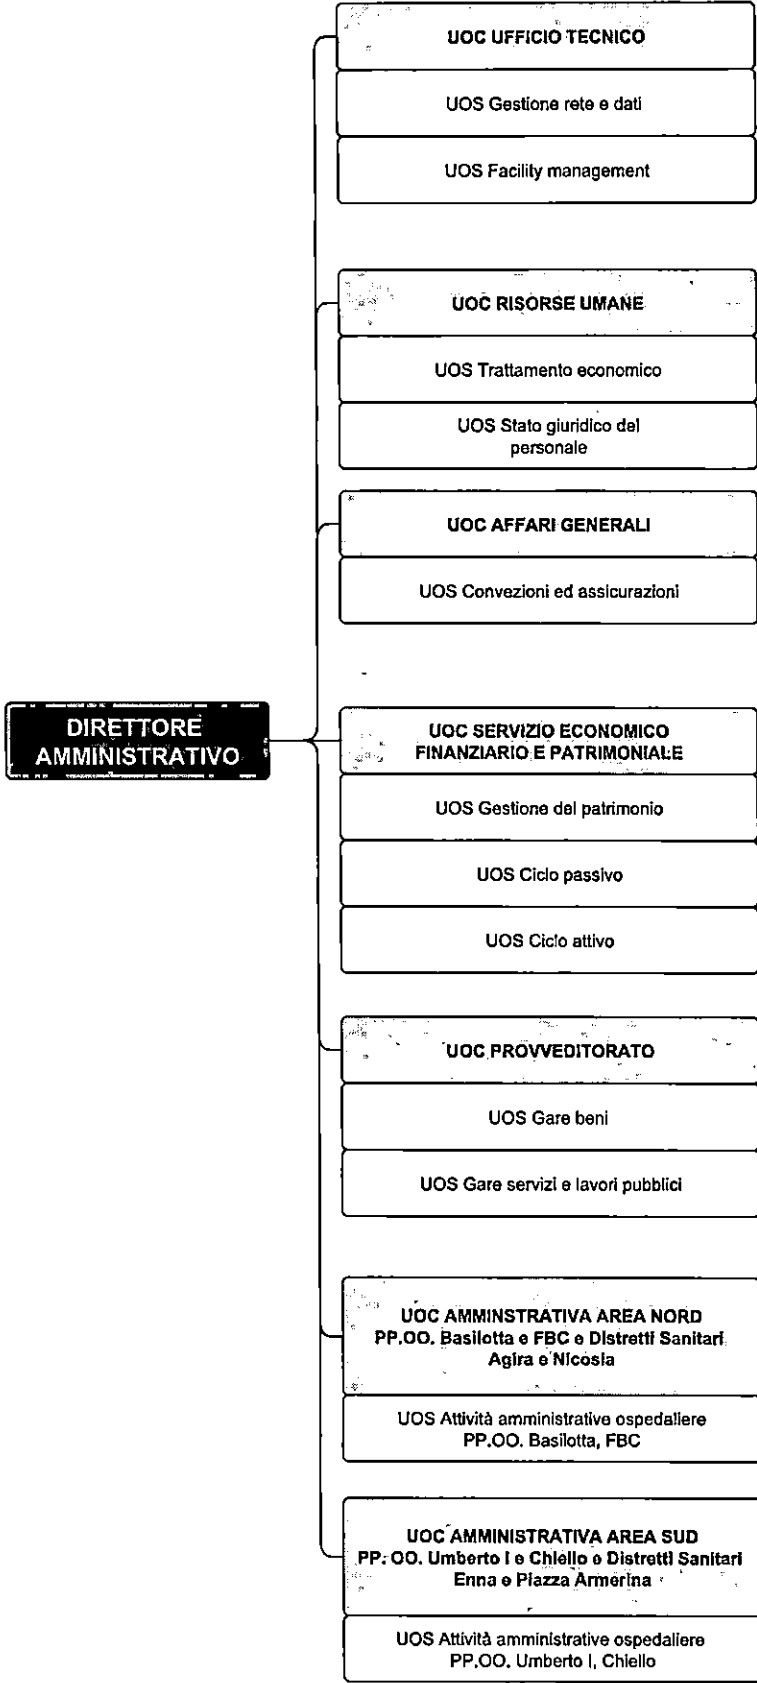 UOC UFFICIO TECNICO
UOS Gestione rete e dati
UOS Facility management
UOC RISORSE UMANE
UOS Trattamento economico
UOS Stato giuridico del
personale
UOC AFFARI GENERALI
UOS Convezioni ed assicurazioni
DIRETTORE
AMMINISTRATIVO
UOC SERVIZIO ECONOMICO
FINANZIARIO E PATRIMONIALE
UOS Gestione del patrimonio
UOS Ciclo passivo
UOS Ciclo attivo
UOC PROVVEDITORATO
UOS Gare beni
UOS Gare servizi e lavori pubblici
UOC AMMINSTRATIVA AREA NORD
PP.OO. Basilotta e FBC e Distretti Sanitari
Agira e Nicosia
UOS Attività amministrative ospedaliere
PP.OO. Basilotta, FBC
UOC AMMINISTRATIVA AREA SUD
PP. OO. Umberto I e Chiello e Distretti Sanitari
Enna e Piazza Armerina
UOS Attività amministrative ospedaliere
PP.OO. Umberto I, Chiello